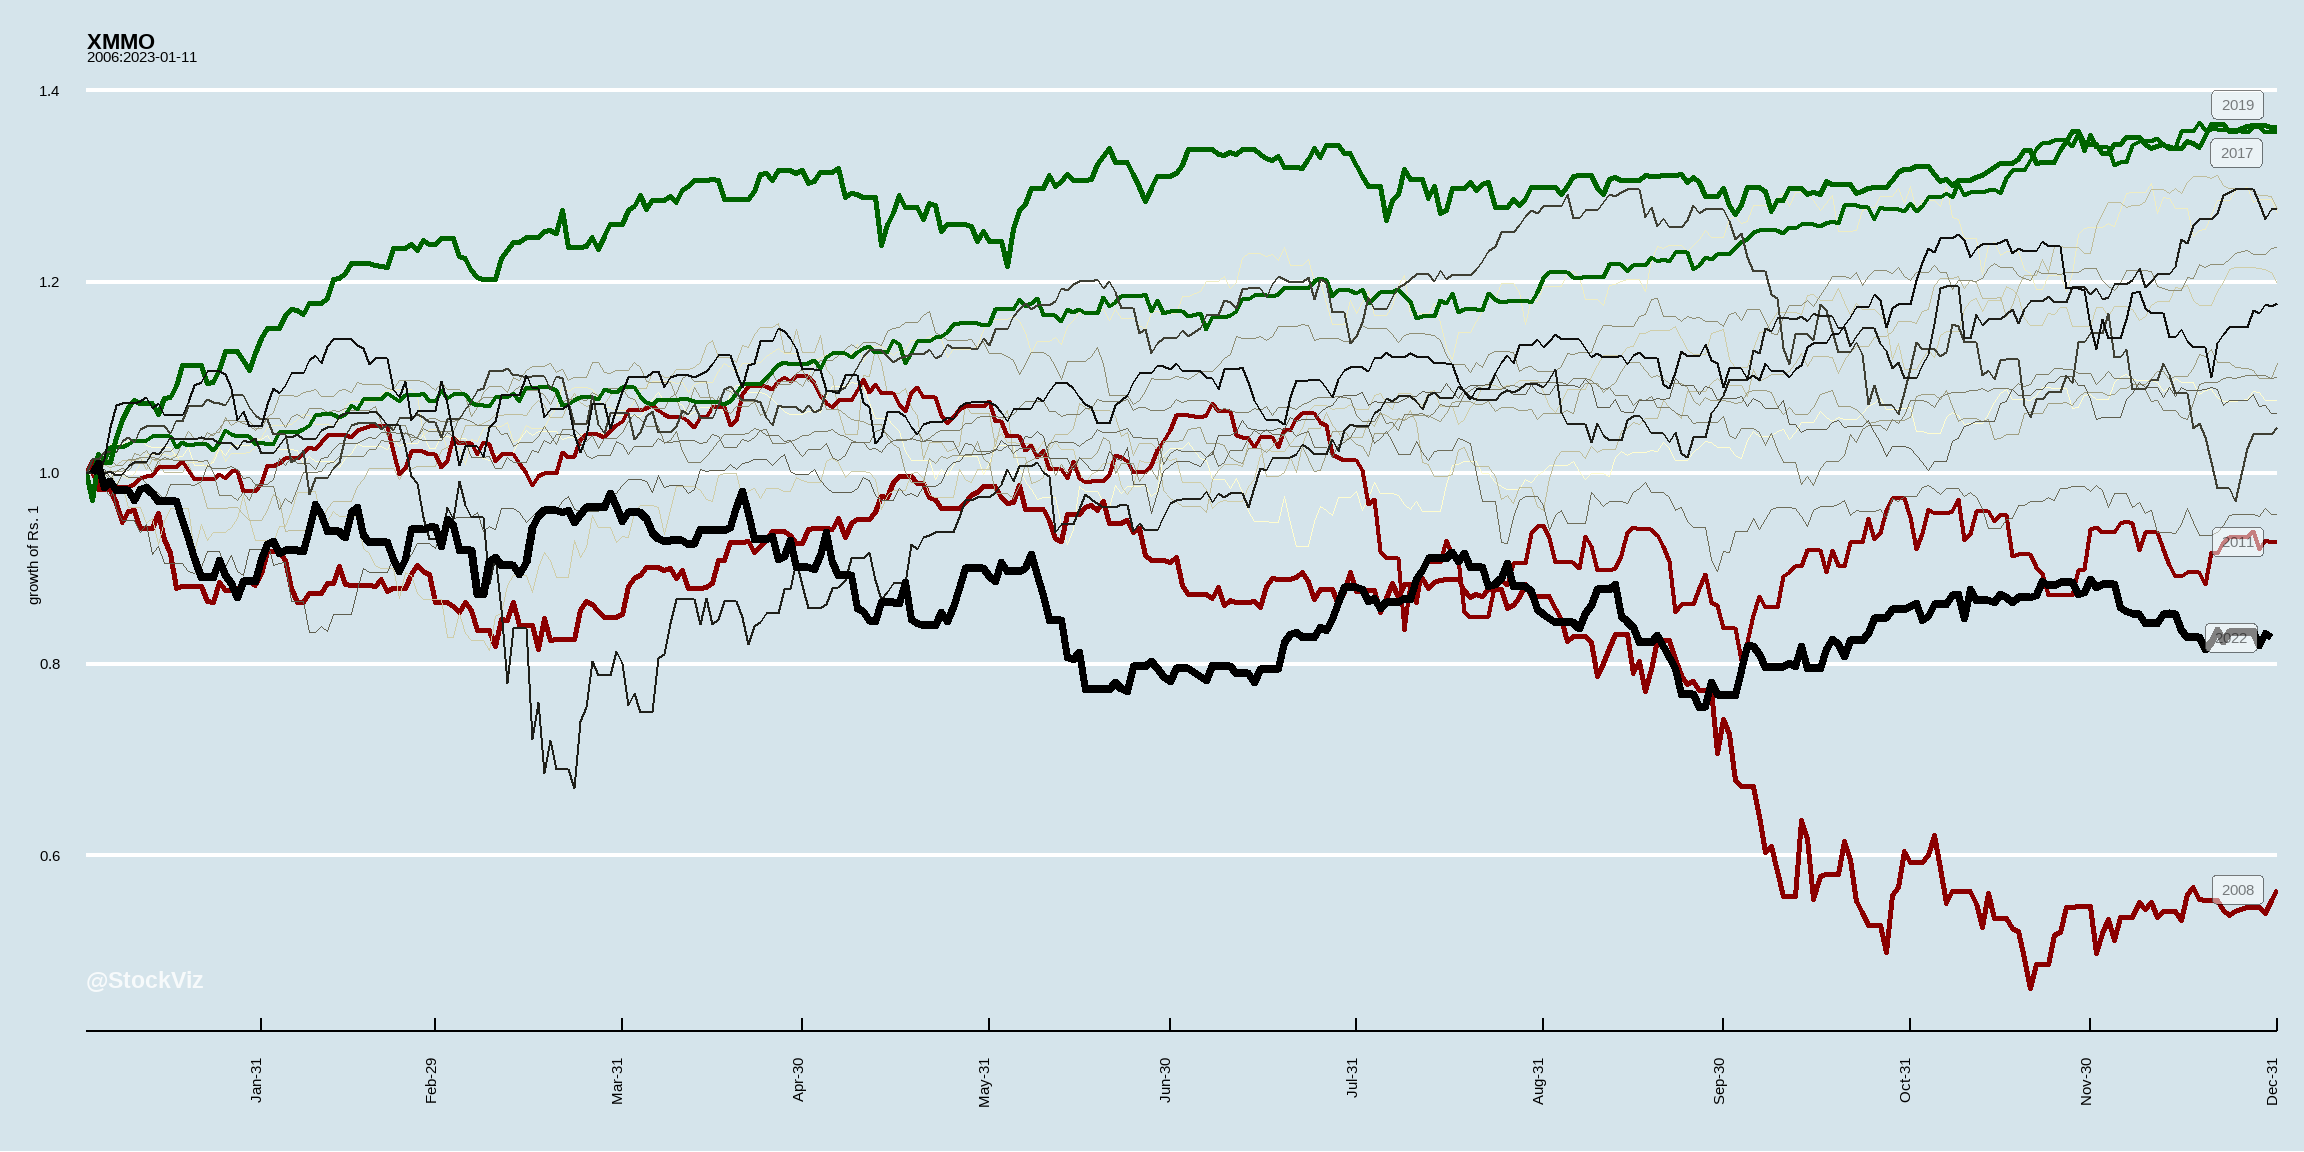 XMMO
2006:2023-01-11
growth of Rs. 1
1.4
1.2
1.0
0.8
0.6
2019
2017
2011
2022
2008
@StockViz
Jan-31
Feb-29
Mar-31
Apr-30
May-31
Jun-30
Jul-31
Aug-31
Sep-30
Oct-31
Nov-30
Dec-31